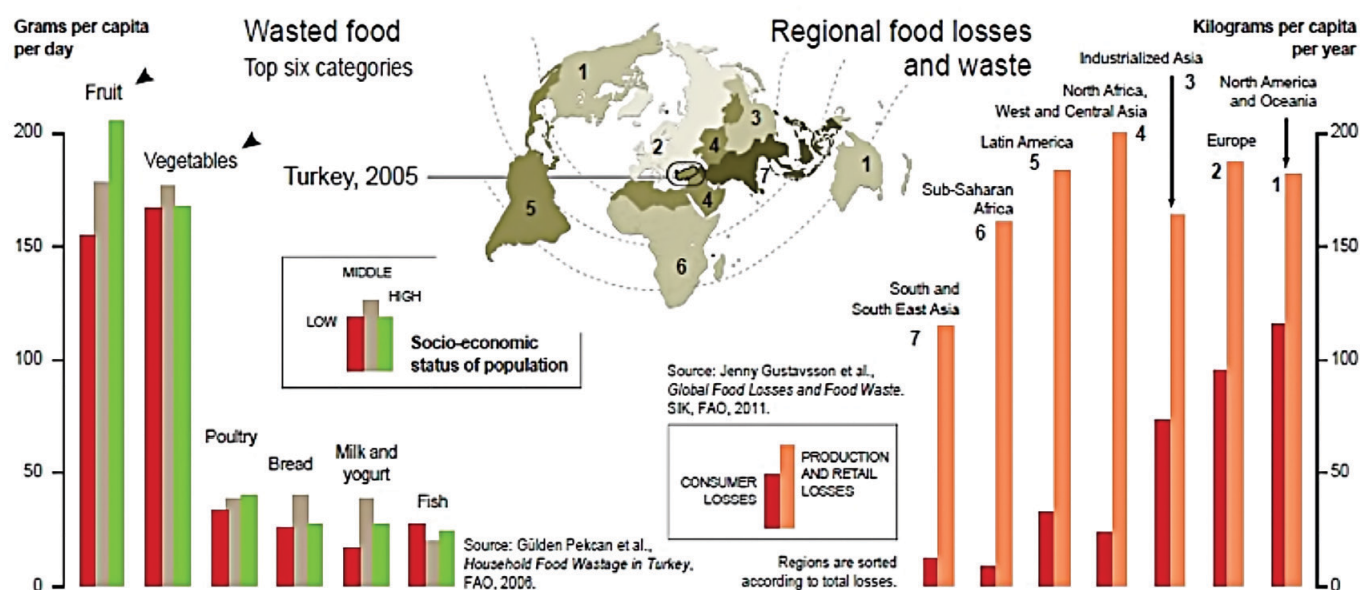 Grams per capita
per day
Wasted food
Top six categories
Fruit
Vegetables
Turkey, 2005
200
150
100
50
0
MIDDLE
HIGH
LOW
Socio-economic
status of population
Poultry
Bread
Milk and
yogurt
Fish
Source: Gülden Pekcan et al.,
Household Food Wastage in Turkey,
FAO, 2006.
1
2
3
4
7
1
5
4
6
Regional food losses
and waste
Kilograms per capita
per year
Industrialized Asia
3
North America
and Oceania
North Africa,
West and Central Asia
4
Latin America
5
Europe
2
1
Sub-Saharan
Africa
6
South and
South East Asia
7
200
150
100
50
0
Source: Jenny Gustavsson et al.,
Global Food Losses and Food Waste.
SIK, FAO, 2011.
CONSUMER
LOSSES
PRODUCTION
AND RETAIL
LOSSES
Regions are sorted
according to total losses.